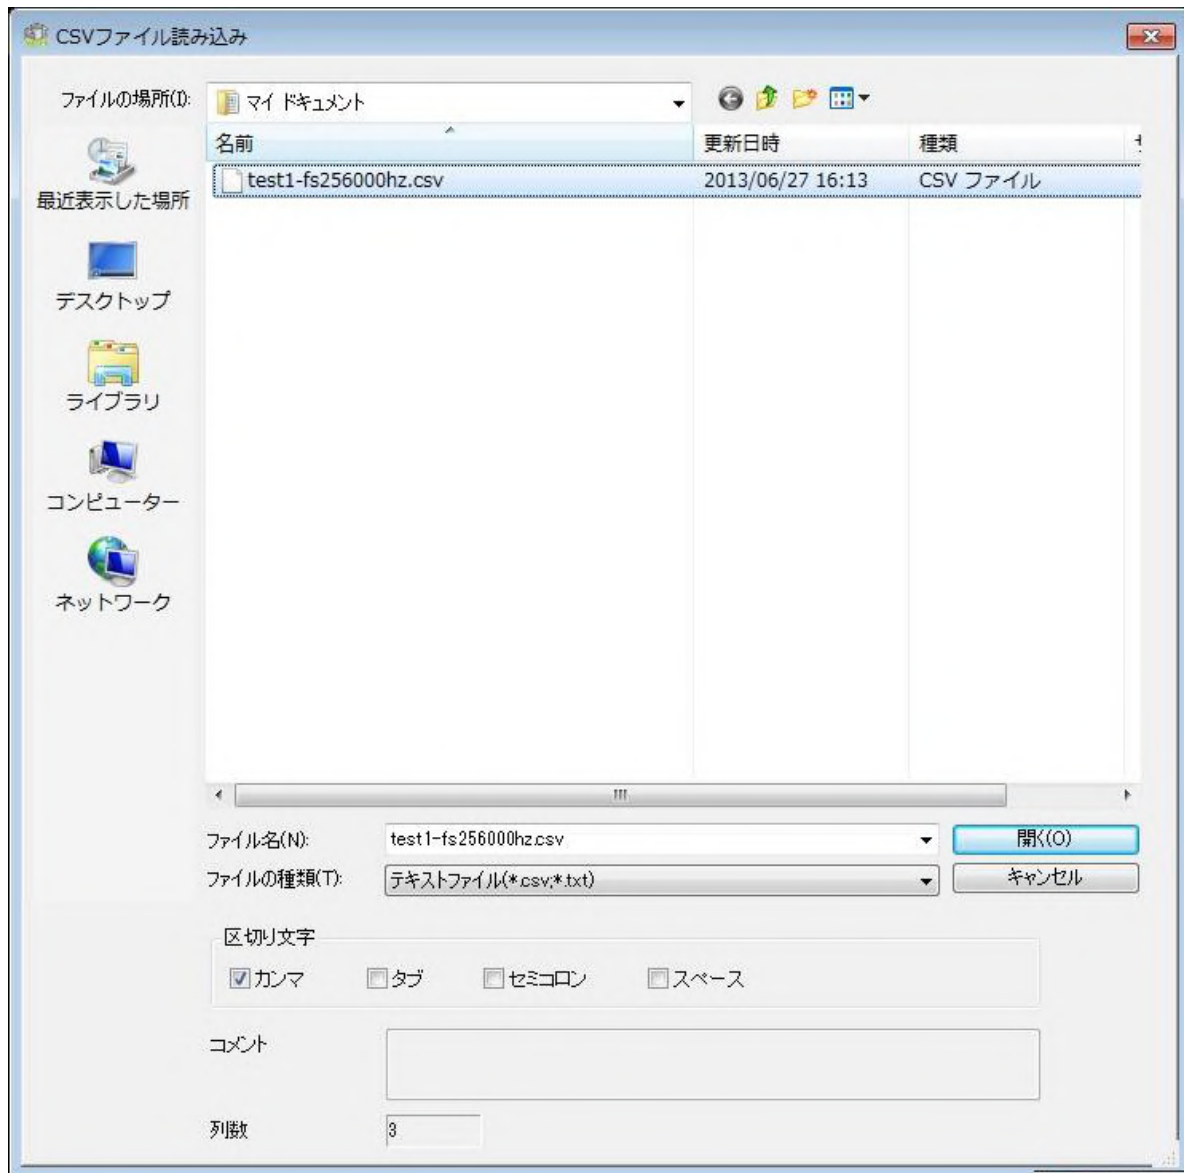 CSVファイル読み込み
ファイルの場所(I):
マイ ドキュメント
名前
更新日時
種類
test1-fs256000hz.csv
2013/06/27 16:13
CSV ファイル
最近表示した場所
デスクトップ
ライブラリ
コンピューター
ネットワーク
ファイル名(N):
test1-fs256000hz.csv
開く(O)
ファイルの種類(T):
テキストファイル(*.csv;*.txt)
キャンセル
区切り文字
カンマ
タブ
セミコロン
スペース
コメント
列数
3